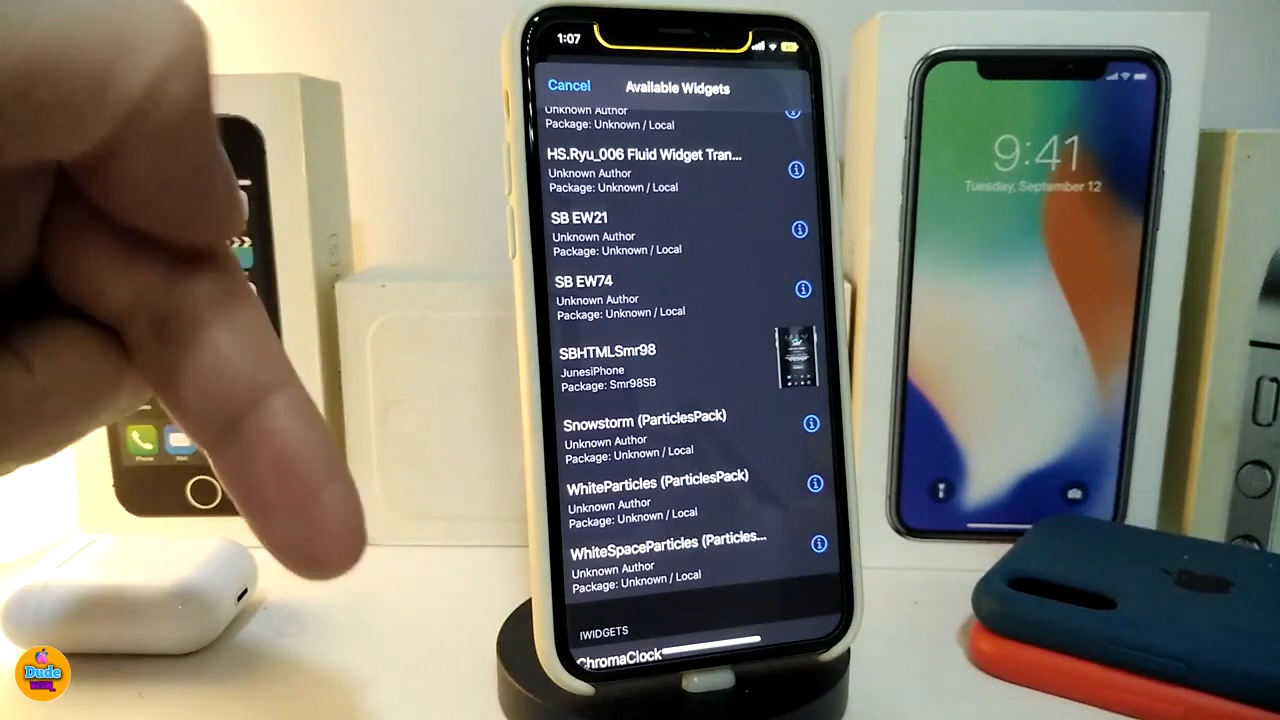 1:07
Cancel
Available Widgets
Unknown Author
Package: Unknown / Local
HS.Ryu_006 Fluid Widget Tran...
Unknown Author
Package: Unknown / Local
SB EW21
Unknown Author
Package: Unknown / Local
SB EW74
Unknown Author
Package: Unknown / Local
SBHTMLSmr98
JunesiPhone
Package: Smr98SB
Snowstorm (ParticlesPack)
Unknown Author
Package: Unknown / Local
WhiteParticles (ParticlesPack)
Unknown Author
Package: Unknown / Local
WhiteSpaceParticles (Particles...
Unknown Author
Package: Unknown / Local
IWIDGETS
ChromaClock
9:41
Tuesday, September 12
Phone
Mail
Dude